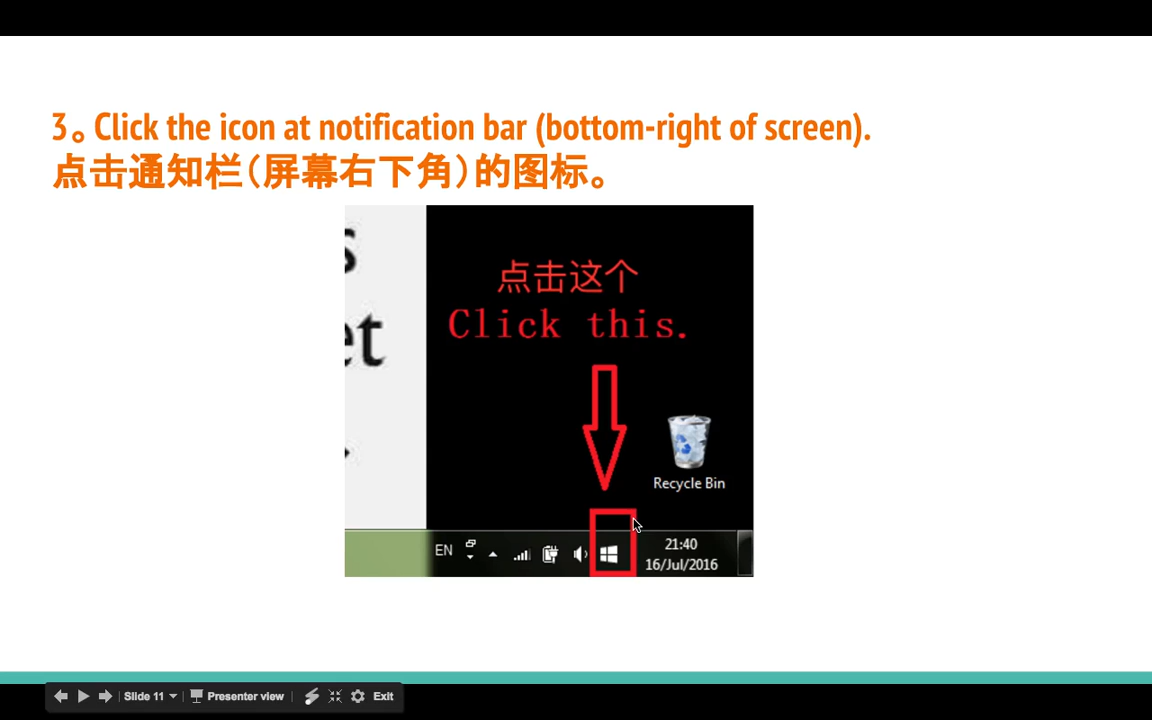 3。Click the icon at notification bar (bottom-right of screen).
点击通知栏（屏幕右下角）的图标。
s
et
点击这个
Click this.
Recycle Bin
EN
21:40
16/Jul/2016
Slide 11
Presenter view
Exit